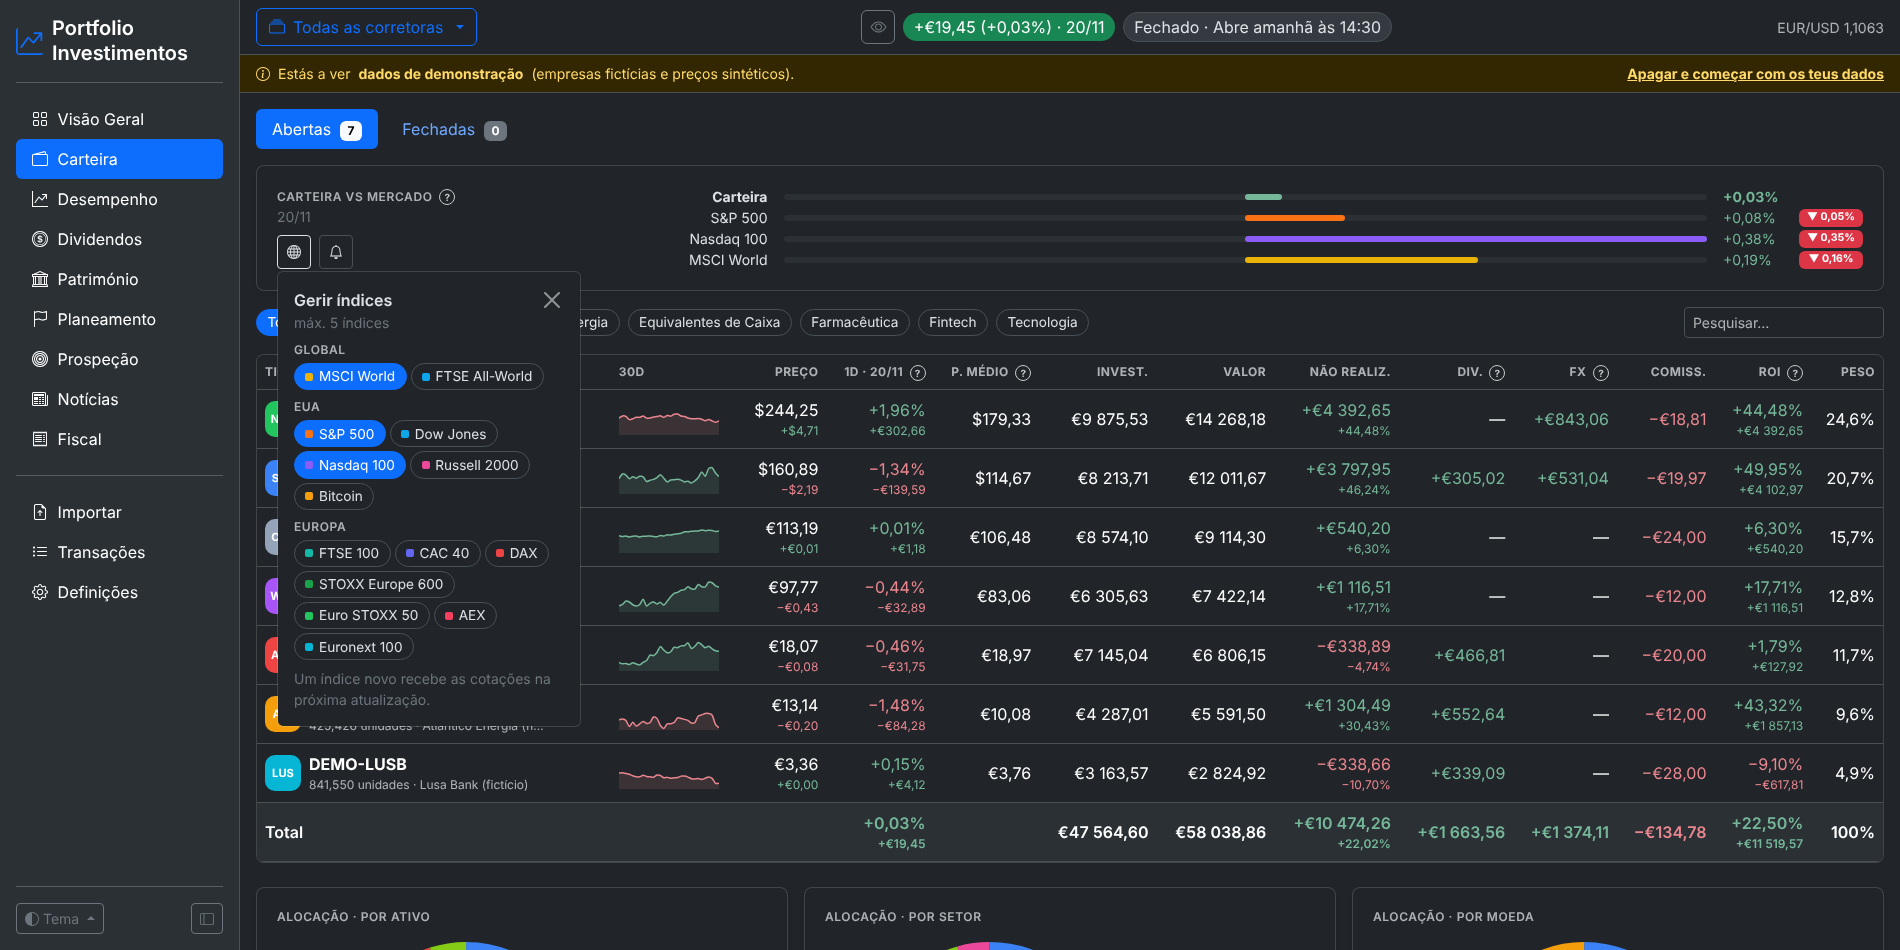 Portfolio
Investimentos
Visão Geral
Carteira
Desempenho
Dividendos
Património
Planeamento
Prospeção
Notícias
Fiscal
Importar
Transações
Definições
Tema
Todas as corretoras
+€19,45 (+0,03%) · 20/11
Fechado · Abre amanhã às 14:30
EUR/USD 1,1063
Estás a ver dados de demonstração (empresas fictícias e preços sintéticos).
Apagar e começar com os teus dados
Abertas 7
Fechadas 0
CARTEIRA VS MERCADO ?
20/11
Carteira +0,03%
S&P 500 +0,08% ▼ 0,05%
Nasdaq 100 +0,38% ▼ 0,35%
MSCI World +0,19% ▼ 0,16%
Gerir índices
máx. 5 índices
GLOBAL
MSCI World FTSE All-World
EUA
S&P 500 Dow Jones
Nasdaq 100 Russell 2000
Bitcoin
EUROPA
FTSE 100 CAC 40 DAX
STOXX Europe 600
Euro STOXX 50 AEX
Euronext 100
Um índice novo recebe as cotações na
próxima atualização.
Equivalentes de Caixa Farmacêutica Fintech Tecnologia
Pesquisar...
30D PREÇO 1D · 20/11 ? P. MÉDIO ? INVEST. VALOR NÃO REALIZ. DIV. ? FX ? COMISS. ROI ? PESO
$244,25 +1,96% $179,33 €9 875,53 €14 268,18 +€4 392,65 — +€843,06 −€18,81 +44,48% 24,6%
+$4,71 +€302,66 +44,48% +€4 392,65
$160,89 −1,34% $114,67 €8 213,71 €12 011,67 +€3 797,95 +€305,02 +€531,04 −€19,97 +49,95% 20,7%
−$2,19 −€139,59 +46,24% +€4 102,97
€113,19 +0,01% €106,48 €8 574,10 €9 114,30 +€540,20 — — −€24,00 +6,30% 15,7%
+€0,01 +€1,18 +6,30% +€540,20
€97,77 −0,44% €83,06 €6 305,63 €7 422,14 +€1 116,51 — — −€12,00 +17,71% 12,8%
−€0,43 −€32,89 +17,71% +€1 116,51
€18,07 −0,46% €18,97 €7 145,04 €6 806,15 −€338,89 +€466,81 — −€20,00 +1,79% 11,7%
−€0,08 −€31,75 −4,74% +€127,92
€13,14 −1,48% €10,08 €4 287,01 €5 591,50 +€1 304,49 +€552,64 — −€12,00 +43,32% 9,6%
−€0,20 −€84,28 +30,43% +€1 857,13
LUS DEMO-LUSB €3,36 +0,15% €3,76 €3 163,57 €2 824,92 −€338,66 +€339,09 — −€28,00 −9,10% 4,9%
841,550 unidades · Lusa Bank (fictício) +€0,00 +€4,12 −10,70% −€617,81
Total +0,03% €47 564,60 €58 038,86 +€10 474,26 +€1 663,56 +€1 374,11 −€134,78 +22,50% 100%
+€19,45 +22,02% +€11 519,57
ALOCAÇÃO · POR ATIVO
ALOCAÇÃO · POR SETOR
ALOCAÇÃO · POR MOEDA